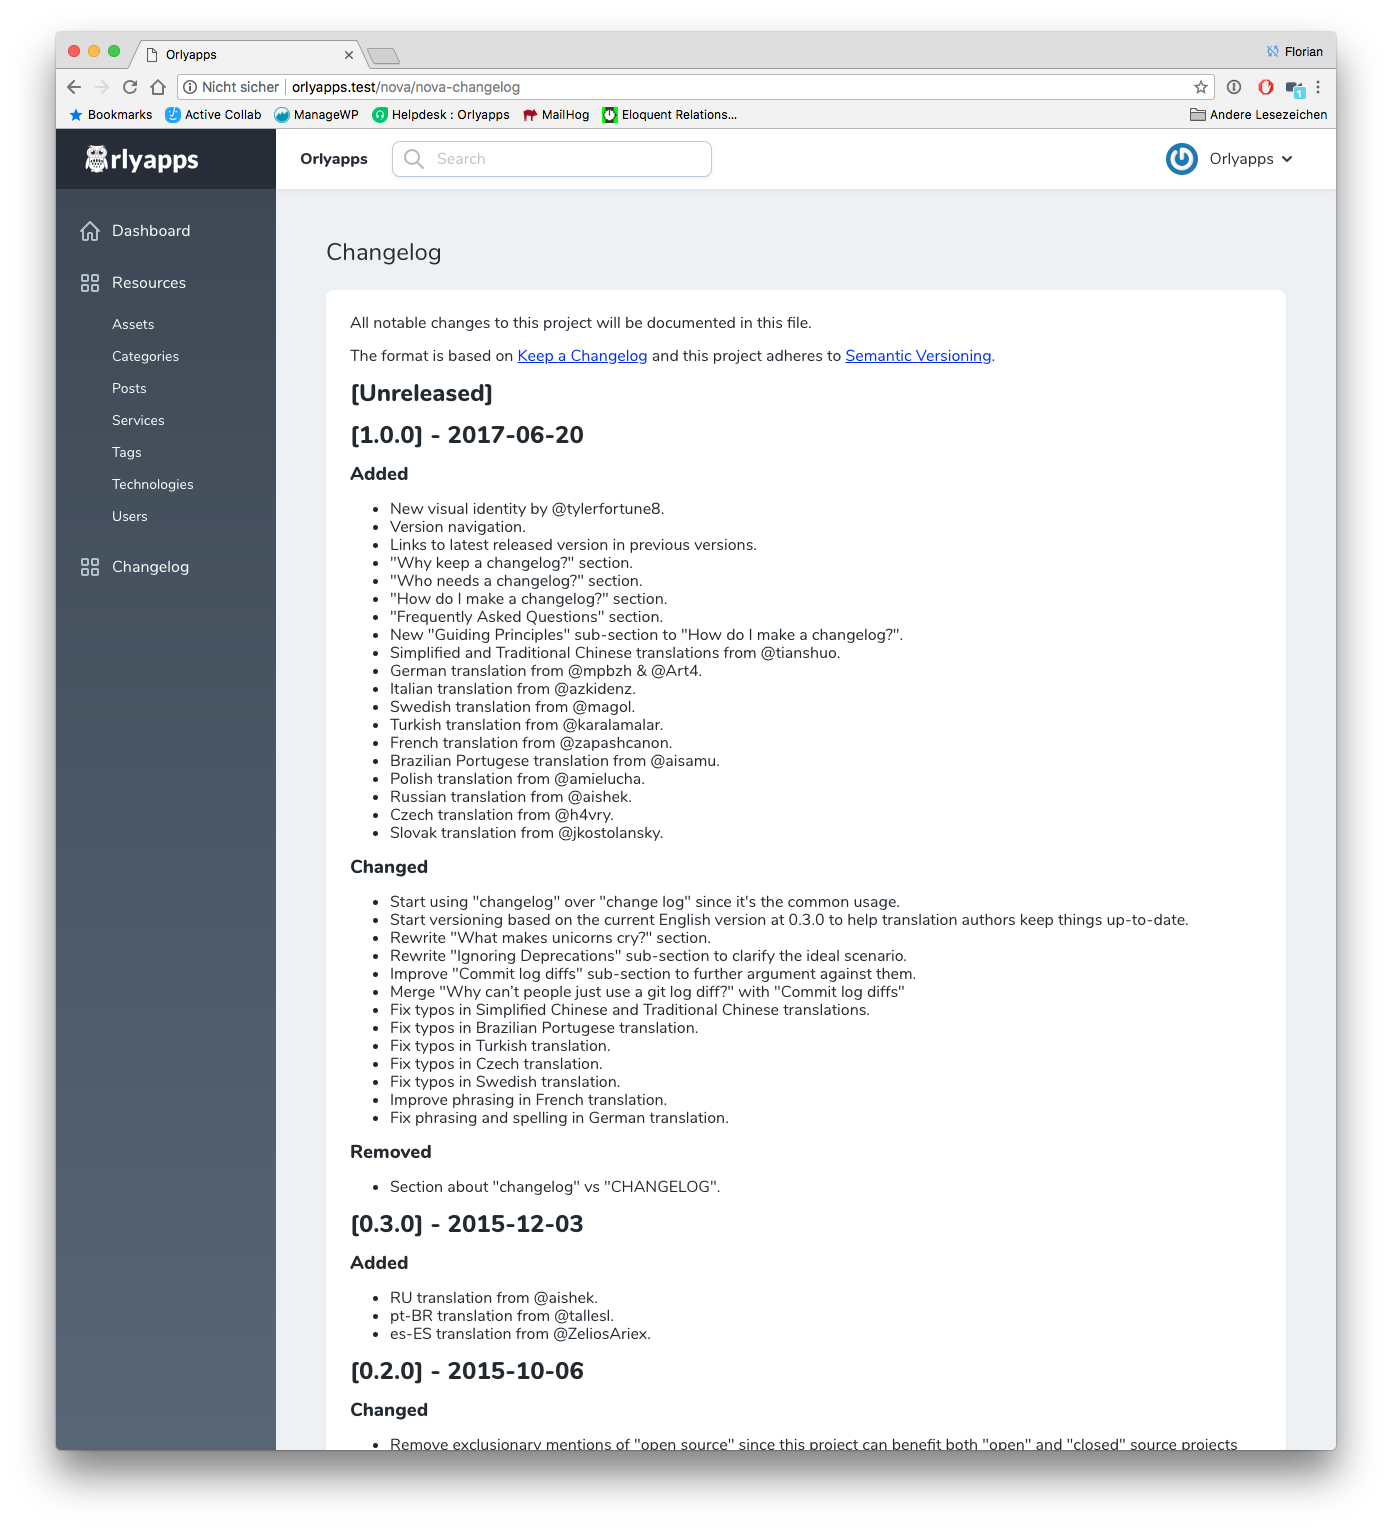 Orlyapps
Florian
Nicht sicher | orlyapps.test/nova/nova-changelog
1
Bookmarks Active Collab ManageWP Helpdesk : Orlyapps MailHog Eloquent Relations... Andere Lesezeichen
rlyapps
Orlyapps Search Orlyapps
Dashboard
Resources
Assets
Categories
Posts
Services
Tags
Technologies
Users
Changelog
Changelog
All notable changes to this project will be documented in this file.
The format is based on Keep a Changelog and this project adheres to Semantic Versioning.
[Unreleased]
[1.0.0] - 2017-06-20
Added
• New visual identity by @tylerfortune8.
• Version navigation.
• Links to latest released version in previous versions.
• "Why keep a changelog?" section.
• "Who needs a changelog?" section.
• "How do I make a changelog?" section.
• "Frequently Asked Questions" section.
• New "Guiding Principles" sub-section to "How do I make a changelog?".
• Simplified and Traditional Chinese translations from @tianshuo.
• German translation from @mpbzh & @Art4.
• Italian translation from @azkidenz.
• Swedish translation from @magol.
• Turkish translation from @karalamalar.
• French translation from @zapashcanon.
• Brazilian Portugese translation from @aisamu.
• Polish translation from @amielucha.
• Russian translation from @aishek.
• Czech translation from @h4vry.
• Slovak translation from @jkostolansky.
Changed
• Start using "changelog" over "change log" since it's the common usage.
• Start versioning based on the current English version at 0.3.0 to help translation authors keep things up-to-date.
• Rewrite "What makes unicorns cry?" section.
• Rewrite "Ignoring Deprecations" sub-section to clarify the ideal scenario.
• Improve "Commit log diffs" sub-section to further argument against them.
• Merge "Why can’t people just use a git log diff?" with "Commit log diffs"
• Fix typos in Simplified Chinese and Traditional Chinese translations.
• Fix typos in Brazilian Portugese translation.
• Fix typos in Turkish translation.
• Fix typos in Czech translation.
• Fix typos in Swedish translation.
• Improve phrasing in French translation.
• Fix phrasing and spelling in German translation.
Removed
• Section about "changelog" vs "CHANGELOG".
[0.3.0] - 2015-12-03
Added
• RU translation from @aishek.
• pt-BR translation from @tallesl.
• es-ES translation from @ZeliosAriex.
[0.2.0] - 2015-10-06
Changed
• Remove exclusionary mentions of "open source" since this project can benefit both "open" and "closed" source projects